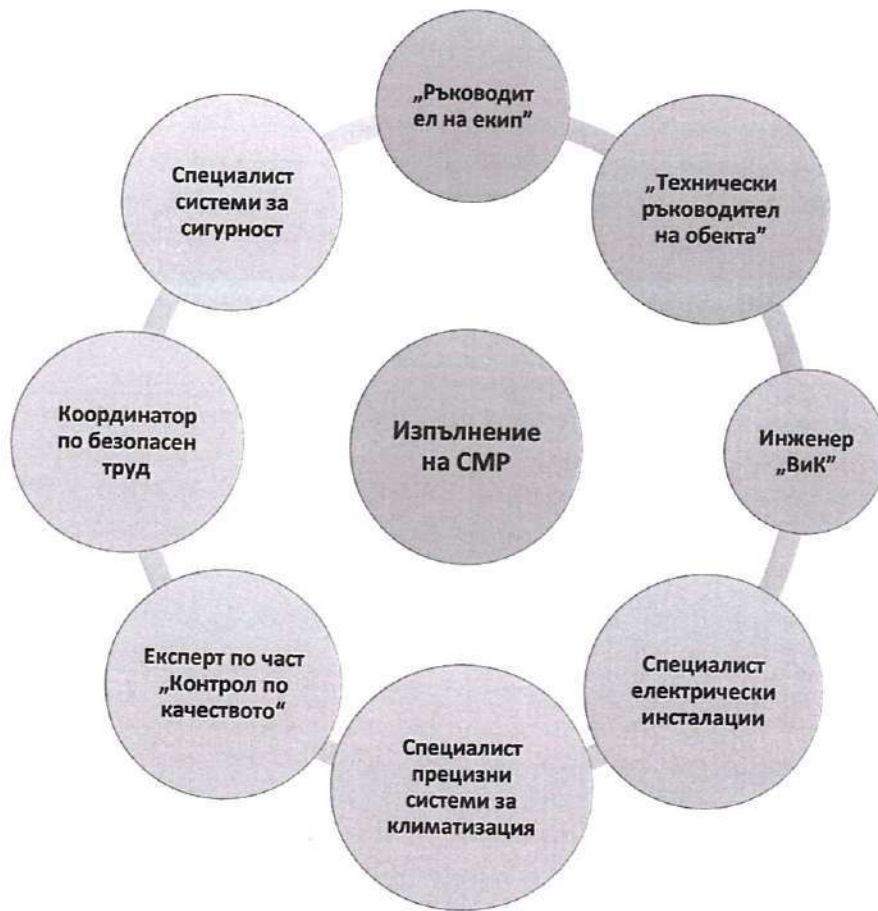 „Ръководит
ел на екип”
„Технически
ръководител
на обекта”
Инженер
„ВиК”
Специалист
електрически
инсталации
Специалист
прецизни
системи за
климатизация
Експерт по част
„Контрол по
качеството“
Координатор
по безопасен
труд
Специалист
системи за
сигурност
Изпълнение
на СМР